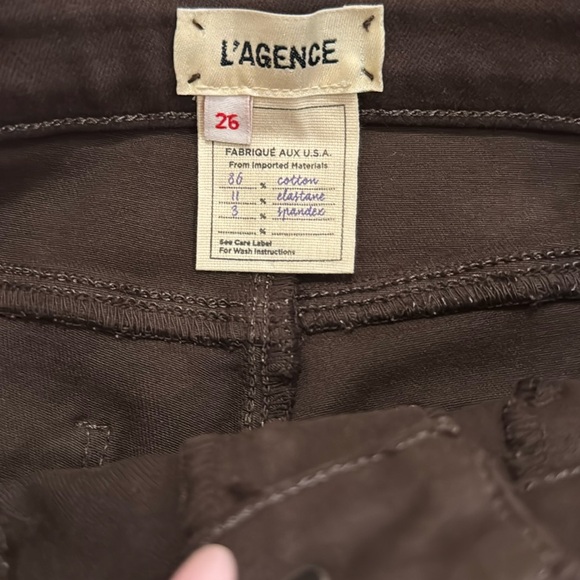 L'AGENCE
26
FABRIQUÉ AUX U.S.A.
From Imported Materials
86 % cotton
11 % elastane
3 % spandex
%
See Care Label
For Wash Instructions